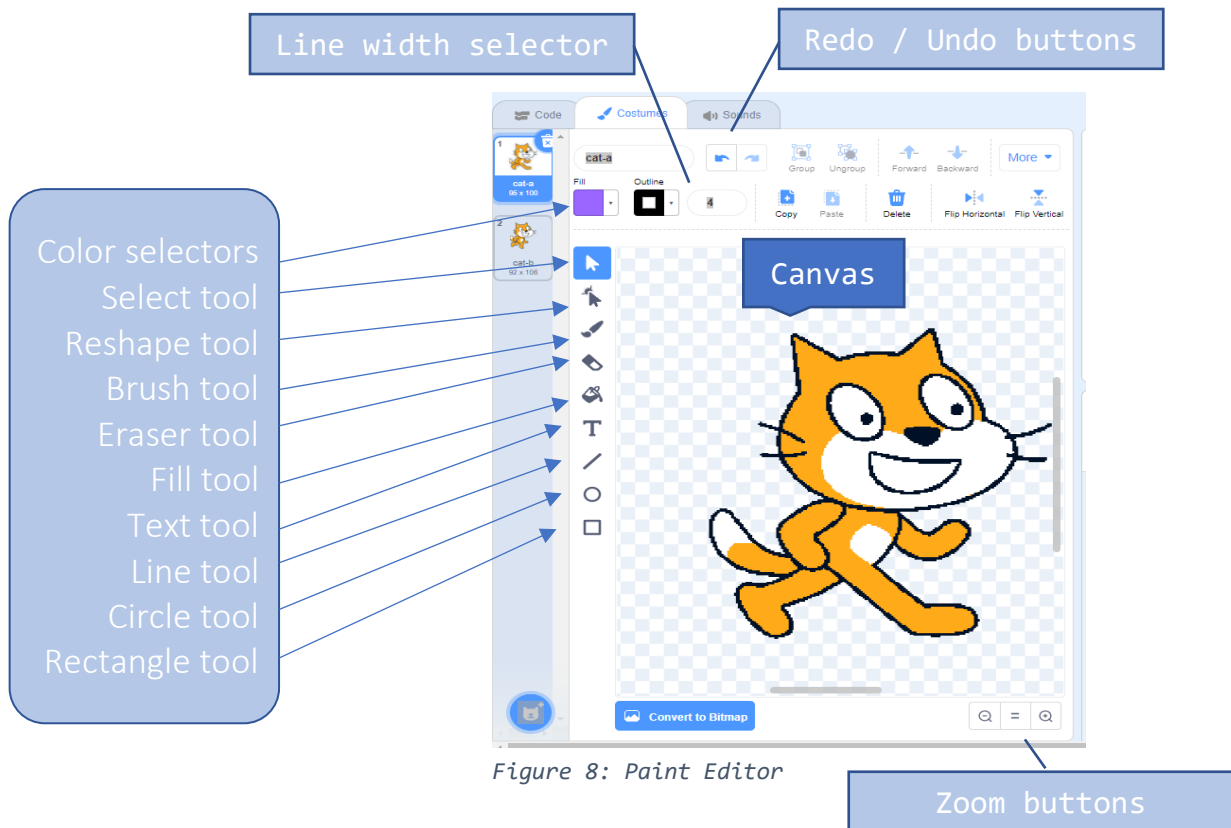 Line width selector
Redo / Undo buttons
Code
Costumes
Sounds
1
cat-a
95 x 100
2
cat-b
92 x 106
cat-a
Group
Ungroup
Forward
Backward
More
Fill
Outline
4
Copy
Paste
Delete
Flip Horizontal
Flip Vertical
Color selectors
Select tool
Reshape tool
Brush tool
Eraser tool
Fill tool
Text tool
Line tool
Circle tool
Rectangle tool
T
Canvas
Convert to Bitmap
=
Figure 8: Paint Editor
Zoom buttons